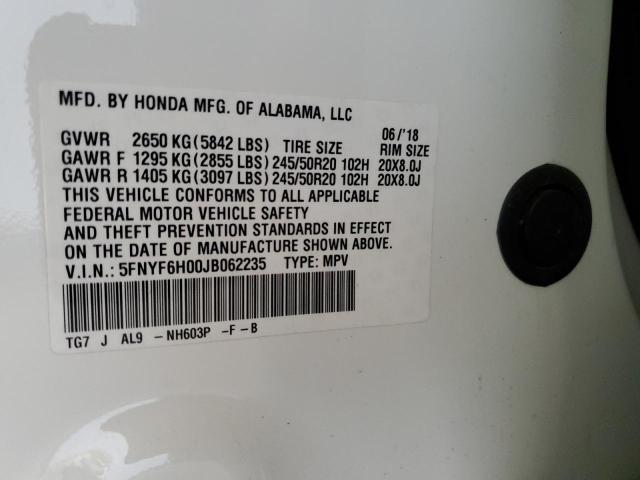 MFD. BY HONDA MFG. OF ALABAMA, LLC
06/'18
GVWR 2650 KG(5842 LBS) TIRE SIZE RIM SIZE
GAWR F 1295 KG(2855 LBS)245/50R20 102H 20X8.0J
GAWR R 1405 KG(3097 LBS)245/50R20 102H 20X8.0J
THIS VEHICLE CONFORMS TO ALL APPLICABLE
FEDERAL MOTOR VEHICLE SAFETY
AND THEFT PREVENTION STANDARDS IN EFFECT
ON THE DATE OF MANUFACTURE SHOWN ABOVE.
V.I.N.: 5FNYF6H00JB062235 TYPE: MPV
TG7 J AL9 -NH603P -F-B